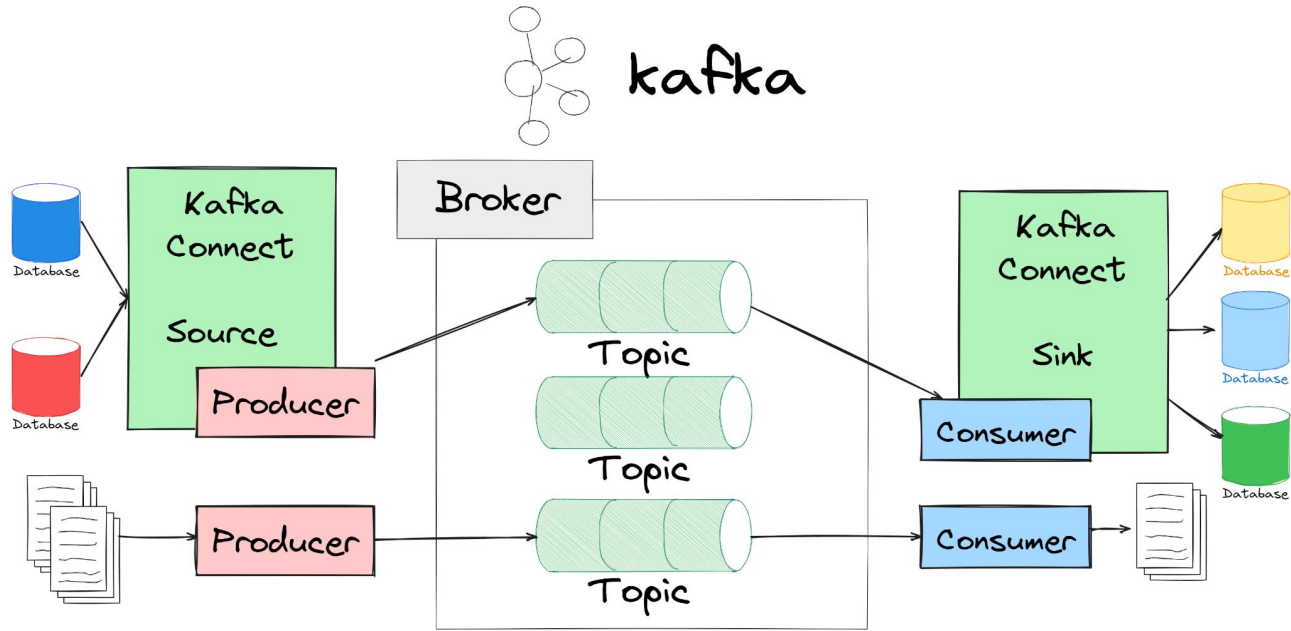 kafka
Broker
Kafka
Connect
Source
Producer
Database
Database
Topic
Topic
Topic
Kafka
Connect
Sink
Consumer
Database
Database
Database
Producer
Consumer